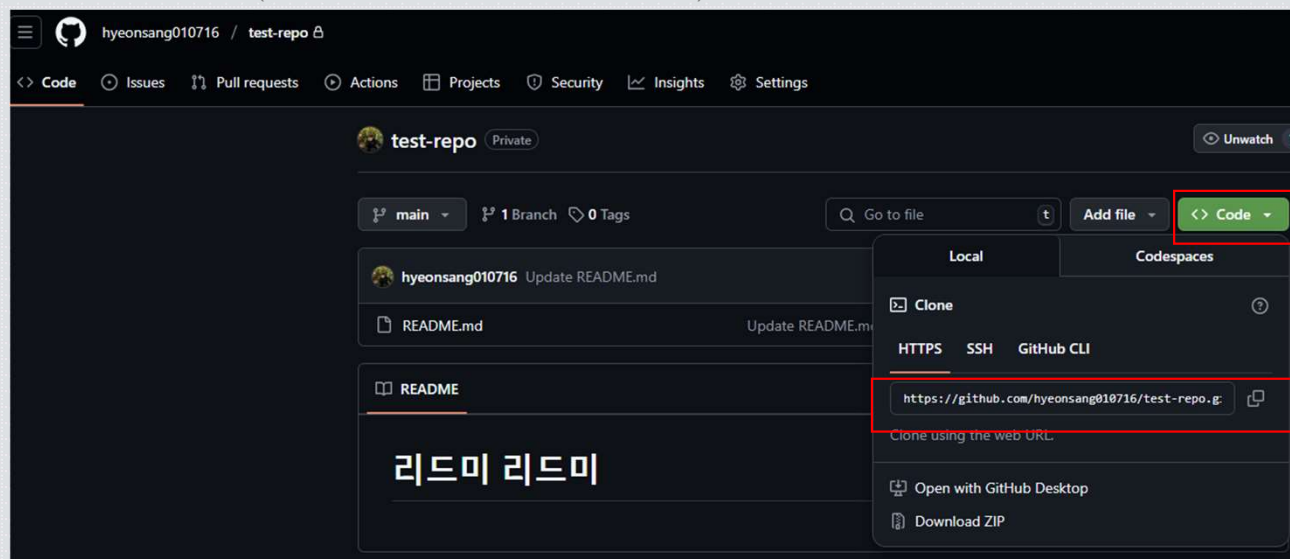 hyeonsang010716 / test-repo
Code Issues Pull requests Actions Projects Security Insights Settings
test-repo Private Unwatch
main 1 Branch 0 Tags Go to file t Add file Code
Local Codespaces
hyeonsang010716 Update README.md
Clone
README.md Update README.m
HTTPS SSH GitHub CLI
README
https://github.com/hyeonsang010716/test-repo.g
Clone using the web URL.
리드미 리드미
Open with GitHub Desktop
Download ZIP